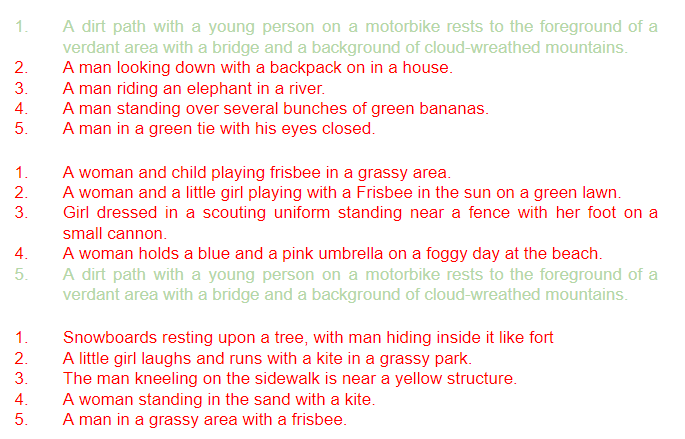 1. A dirt path with a young person on a motorbike rests to the foreground of a
verdant area with a bridge and a background of cloud-wreathed mountains.
2. A man looking down with a backpack on in a house.
3. A man riding an elephant in a river.
4. A man standing over several bunches of green bananas.
5. A man in a green tie with his eyes closed.
1. A woman and child playing frisbee in a grassy area.
2. A woman and a little girl playing with a Frisbee in the sun on a green lawn.
3. Girl dressed in a scouting uniform standing near a fence with her foot on a
small cannon.
4. A woman holds a blue and a pink umbrella on a foggy day at the beach.
5. A dirt path with a young person on a motorbike rests to the foreground of a
verdant area with a bridge and a background of cloud-wreathed mountains.
1. Snowboards resting upon a tree, with man hiding inside it like fort
2. A little girl laughs and runs with a kite in a grassy park.
3. The man kneeling on the sidewalk is near a yellow structure.
4. A woman standing in the sand with a kite.
5. A man in a grassy area with a frisbee.